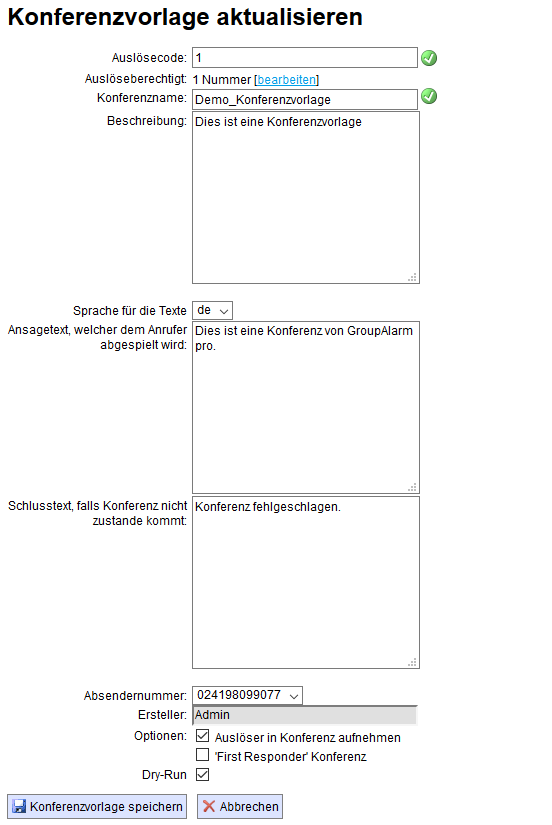 Konferenzvorlage aktualisieren
Auslösecode: 1
Auslöseberechtigt: 1 Nummer [bearbeiten]
Konferenzname: Demo_Konferenzvorlage
Beschreibung: Dies ist eine Konferenzvorlage
Sprache für die Texte de
Ansagetext, welcher dem Anrufer
abgespielt wird:
Dies ist eine Konferenz von GroupAlarm
pro.
Schlusstext, falls Konferenz nicht
zustande kommt:
Konferenz fehlgeschlagen.
Absendernummer: 024198099077
Ersteller: Admin
Optionen: Auslöser in Konferenz aufnehmen
'First Responder' Konferenz
Dry-Run
Konferenzvorlage speichern Abbrechen